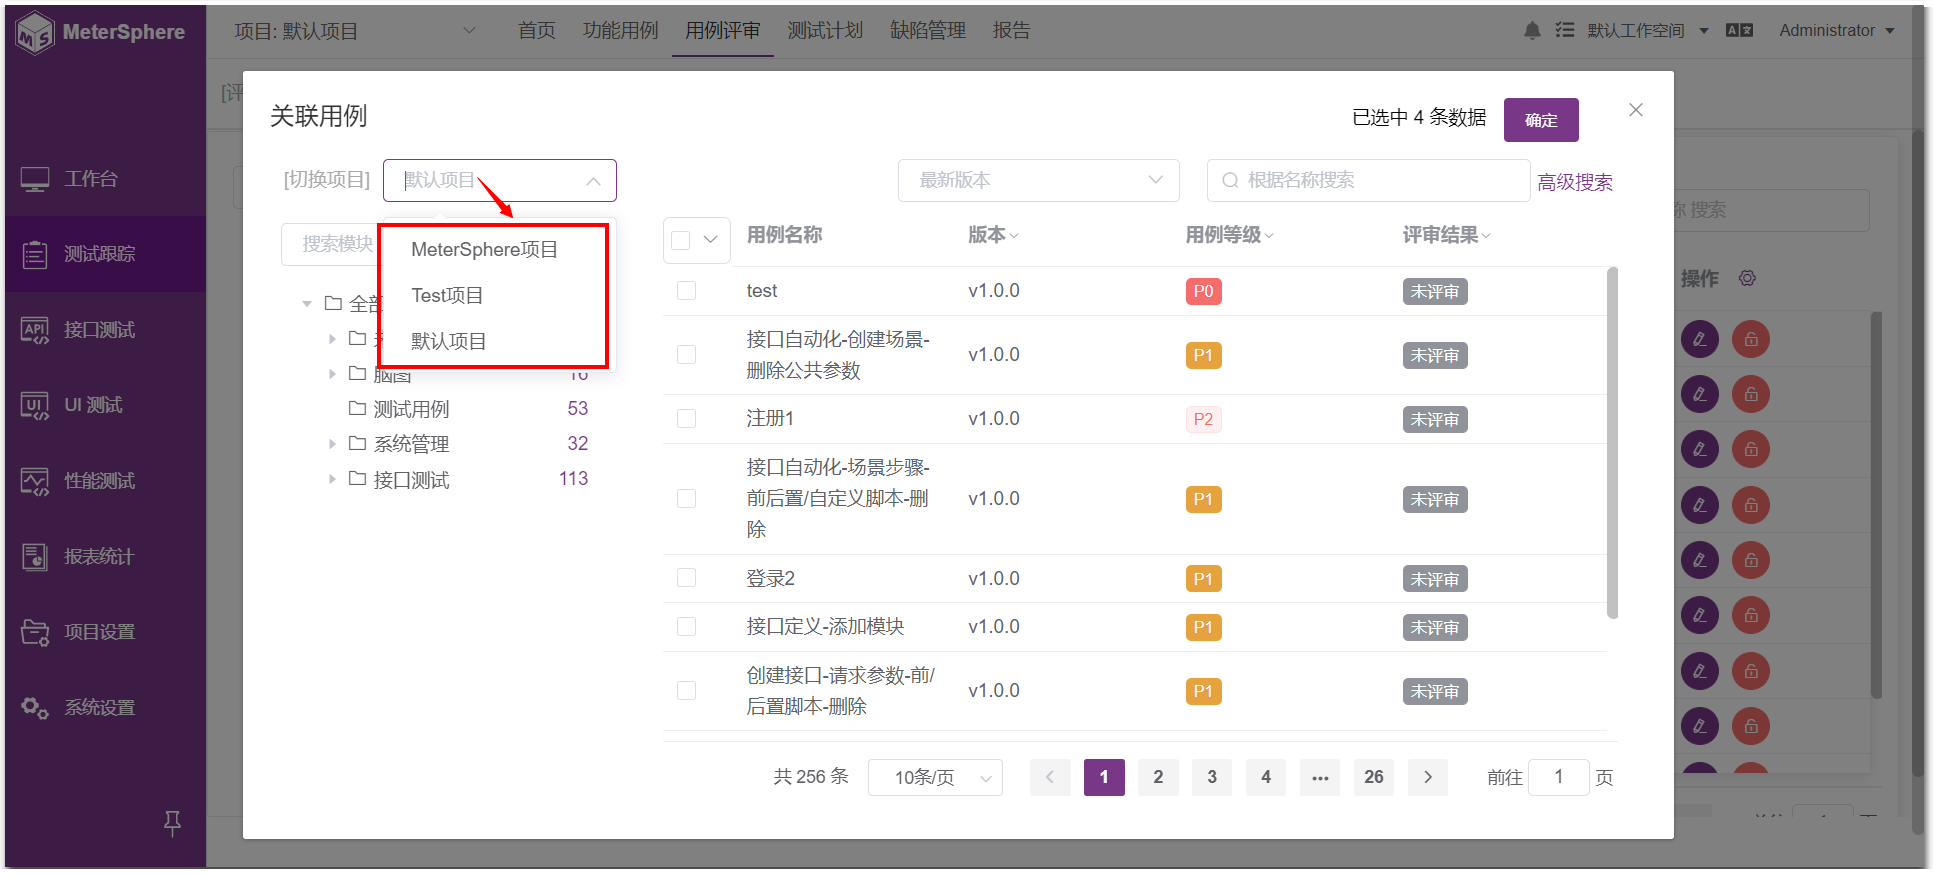 MeterSphere
项目: 默认项目
首页
功能用例
用例评审
测试计划
缺陷管理
报告
默认工作空间
Administrator
工作台
测试跟踪
接口测试
UI 测试
性能测试
报表统计
项目设置
系统设置
[评
关联用例
已选中 4 条数据
确定
[切换项目]
默认项目
最新版本
根据名称搜索
高级搜索
MeterSphere项目
Test项目
默认项目
搜索模块
全部
脑图 16
测试用例 53
系统管理 32
接口测试 113
用例名称 版本 用例等级 评审结果
test v1.0.0 P0 未评审
接口自动化-创建场景-
删除公共参数 v1.0.0 P1 未评审
注册1 v1.0.0 P2 未评审
接口自动化-场景步骤-
前后置/自定义脚本-删
除 v1.0.0 P1 未评审
登录2 v1.0.0 P1 未评审
接口定义-添加模块 v1.0.0 P1 未评审
创建接口-请求参数-前/
后置脚本-删除 v1.0.0 P1 未评审
共 256 条 10条/页 1 2 3 4 ••• 26 前往 1 页
称 搜索
操作